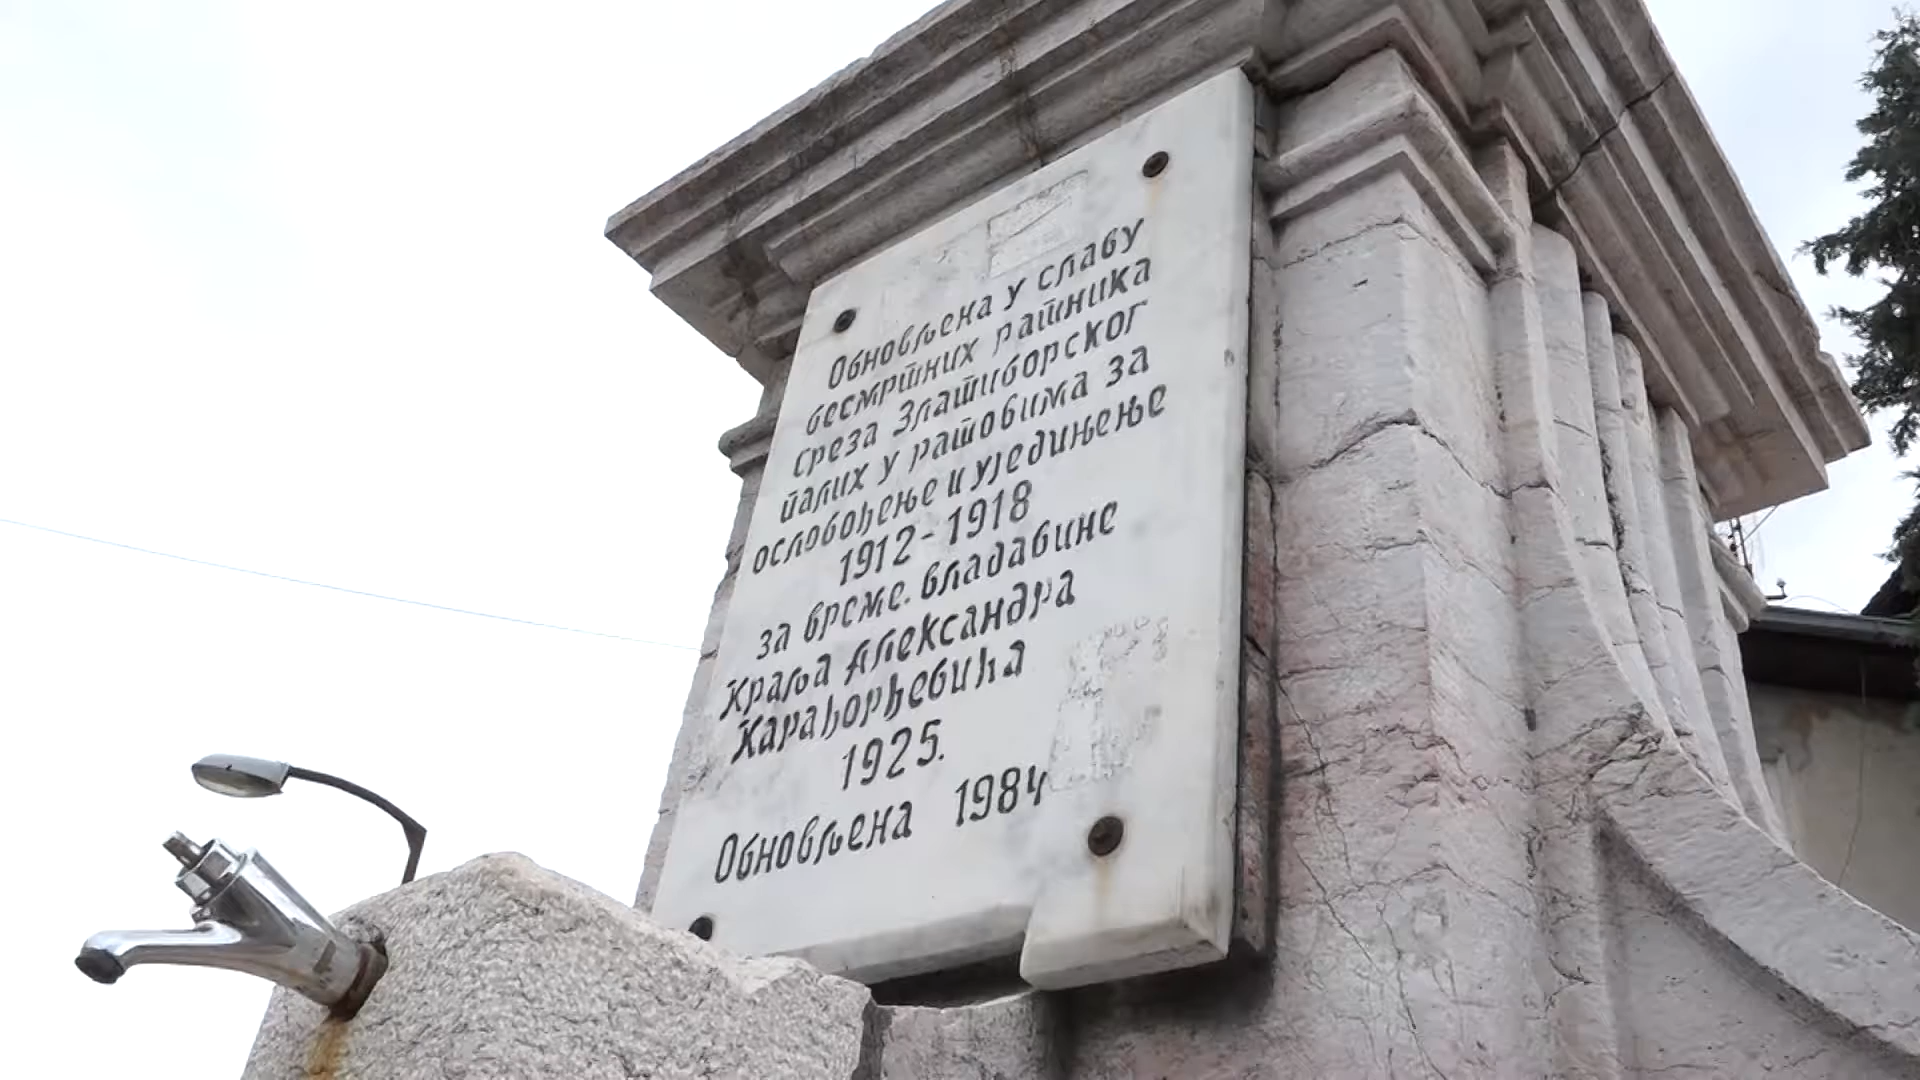 Обновљена у славу
бесмртних ратника
среза Златиборског
палих у ратовима за
ослобођење и уједињење
1912-1918
за време владавине
Краља Александра
Карађорђевића
1925.
Обновљена 1984